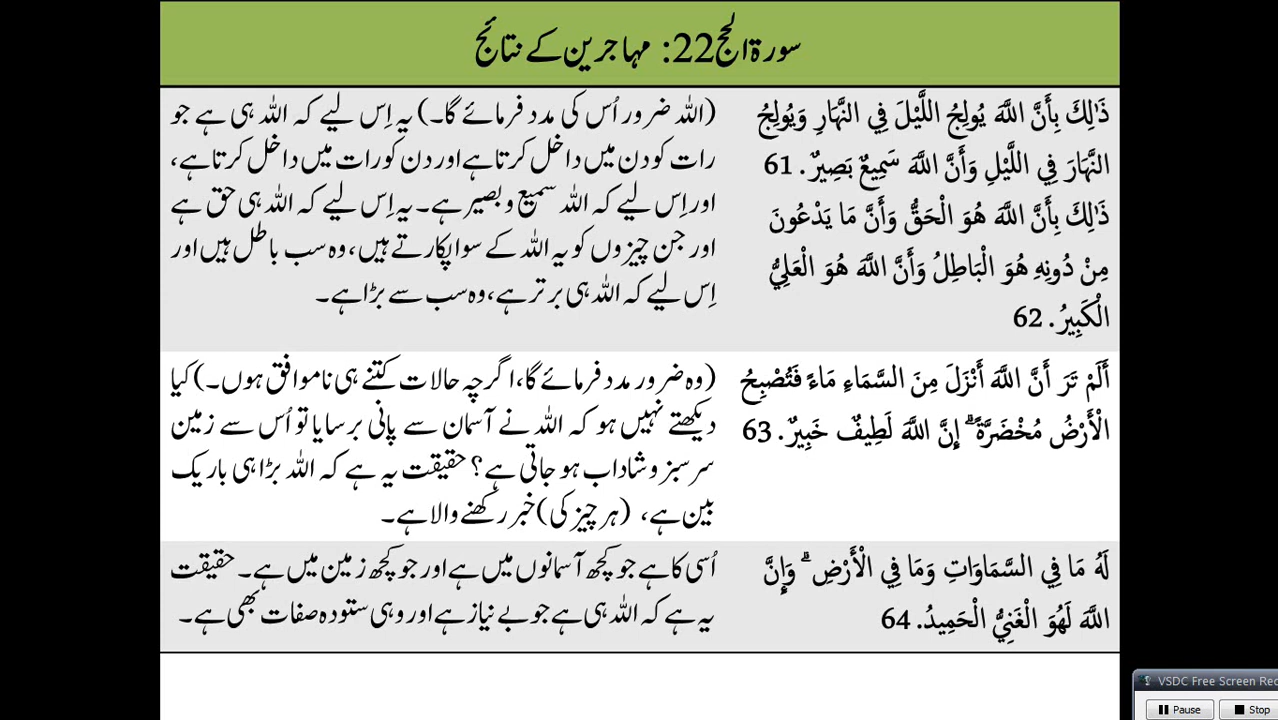 سورۃ الحج 22: مہاجرین کے نتائج
ذَٰلِكَ بِأَنَّ اللَّهَ يُولِجُ اللَّيْلَ فِي النَّهَارِ وَيُولِجُ
النَّهَارَ فِي اللَّيْلِ وَأَنَّ اللَّهَ سَمِيعٌ بَصِيرٌ. 61
ذَٰلِكَ بِأَنَّ اللَّهَ هُوَ الْحَقُّ وَأَنَّ مَا يَدْعُونَ
مِنْ دُونِهِ هُوَ الْبَاطِلُ وَأَنَّ اللَّهَ هُوَ الْعَلِيُّ
الْكَبِيرُ. 62
(اللہ ضرور اُس کی مدد فرمائے گا۔) یہ اِس لیے کہ اللہ ہی ہے جو
رات کو دن میں داخل کرتا ہے اور دن کو رات میں داخل کرتا ہے،
اور اِس لیے کہ اللہ سمیع و بصیر ہے۔ یہ اِس لیے کہ اللہ ہی حق ہے
اور جن چیزوں کو یہ اللہ کے سوا پکارتے ہیں، وہ سب باطل ہیں اور
اِس لیے کہ اللہ ہی برتر ہے، وہ سب سے بڑا ہے۔
أَلَمْ تَرَ أَنَّ اللَّهَ أَنْزَلَ مِنَ السَّمَاءِ مَاءً فَتُصْبِحُ
الْأَرْضُ مُخْضَرَّةً ۗ إِنَّ اللَّهَ لَطِيفٌ خَبِيرٌ. 63
(وہ ضرور مدد فرمائے گا، اگرچہ حالات کتنے ہی ناموافق ہوں۔) کیا
دیکھتے نہیں ہو کہ اللہ نے آسمان سے پانی برسایا تو اُس سے زمین
سرسبز و شاداب ہو جاتی ہے؟ حقیقت یہ ہے کہ اللہ بڑا ہی باریک
بین ہے، (ہر چیز کی) خبر رکھنے والا ہے۔
لَهُ مَا فِي السَّمَاوَاتِ وَمَا فِي الْأَرْضِ ۗ وَإِنَّ
اللَّهَ لَهُوَ الْغَنِيُّ الْحَمِيدُ. 64
اُسی کا ہے جو کچھ آسمانوں میں ہے اور جو کچھ زمین میں ہے۔ حقیقت
یہ ہے کہ اللہ ہی ہے جو بے نیاز ہے اور وہی ستودہ صفات بھی ہے۔
VSDC Free Screen Rec
Pause
Stop